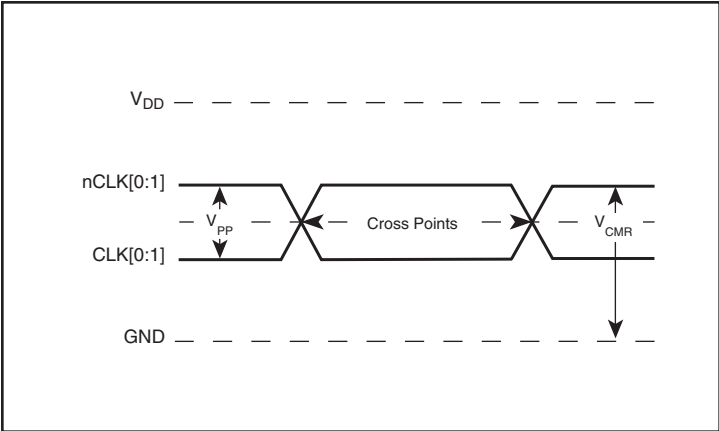 VDD
nCLK[0:1]
VPP
Cross Points
VCMR
CLK[0:1]
GND